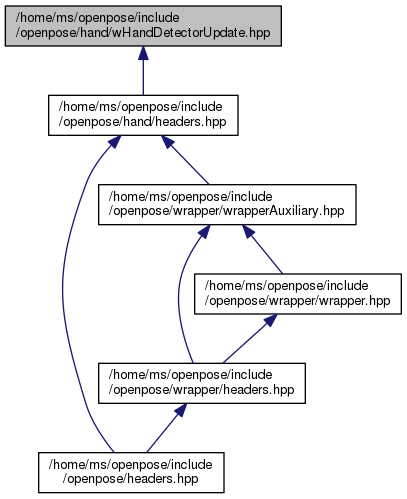 /home/ms/openpose/include
/openpose/hand/wHandDetectorUpdate.hpp
/home/ms/openpose/include
/openpose/hand/headers.hpp
/home/ms/openpose/include
/openpose/wrapper/wrapperAuxiliary.hpp
/home/ms/openpose/include
/openpose/wrapper/wrapper.hpp
/home/ms/openpose/include
/openpose/wrapper/headers.hpp
/home/ms/openpose/include
/openpose/headers.hpp